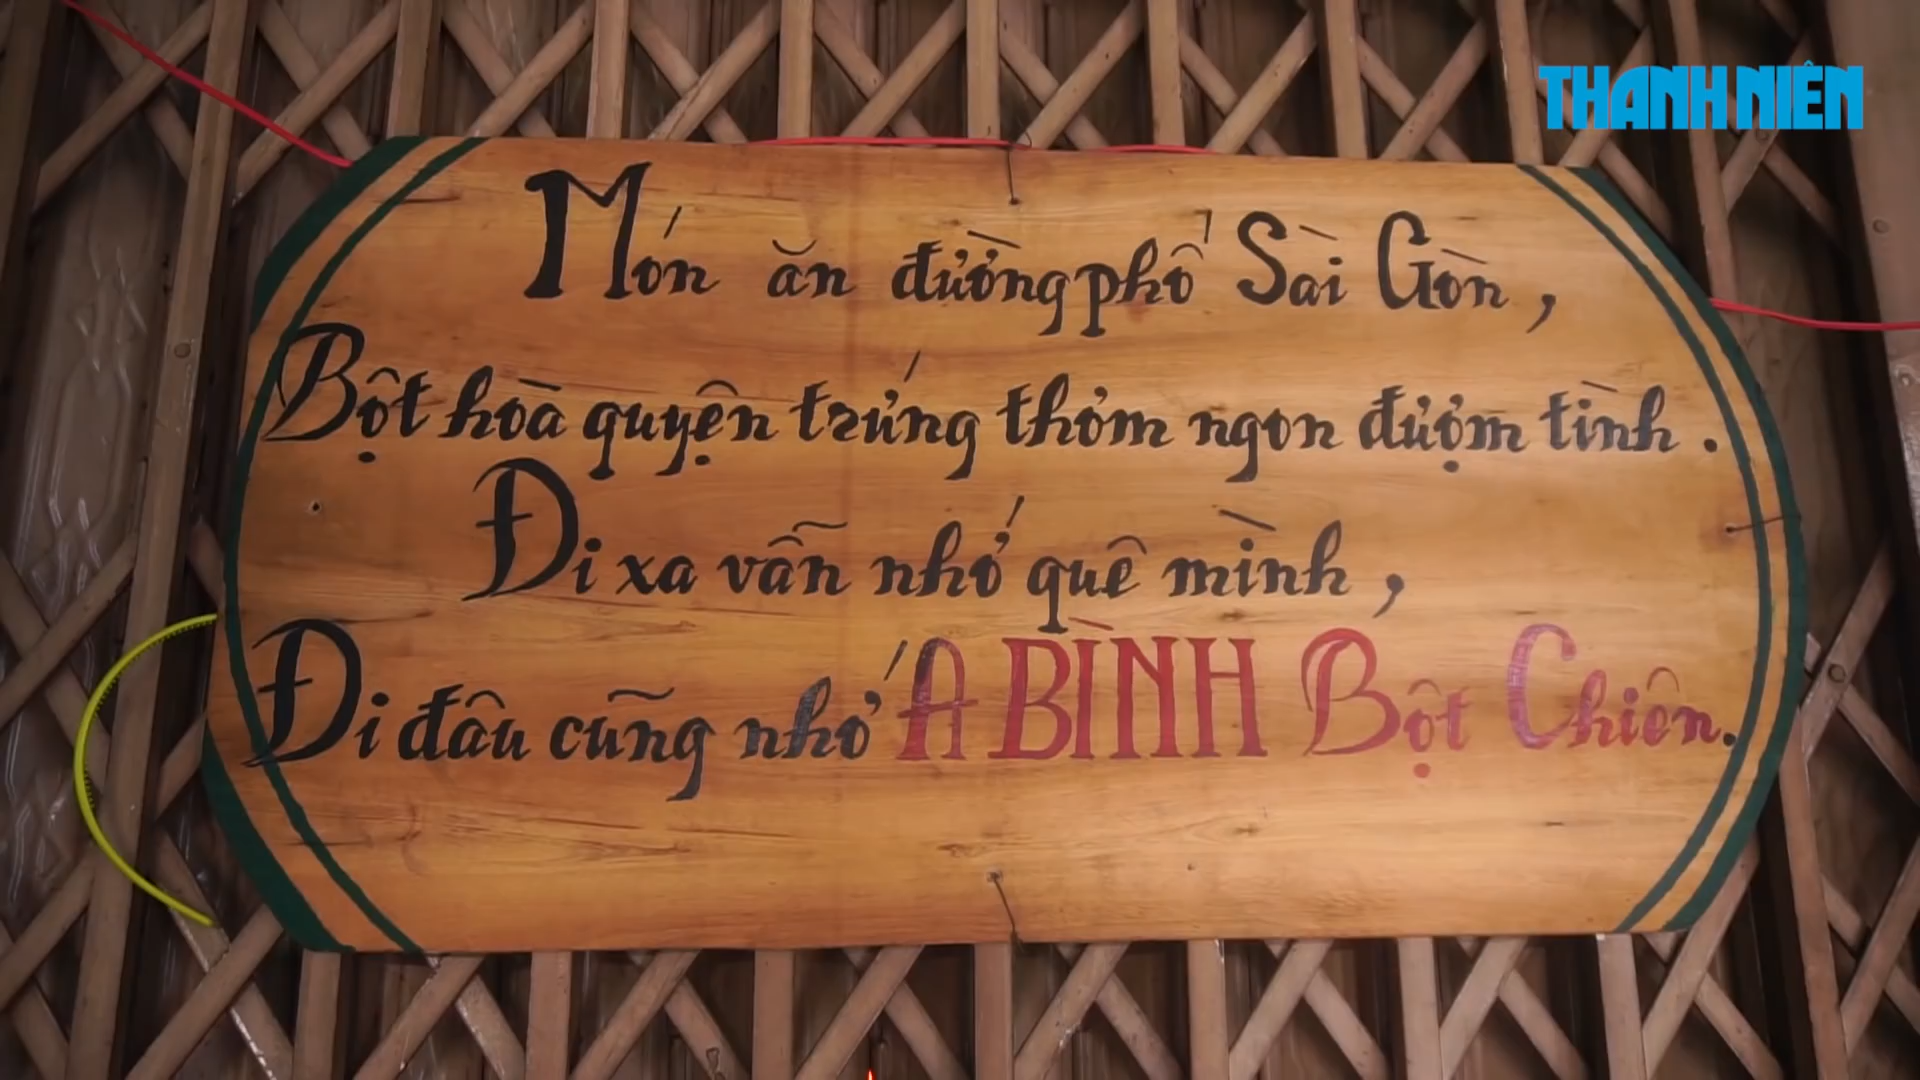 THANH NIÊN
Món ăn đường phố Sài Gòn,
Bột hòa quyện trứng thơm ngon đượm tình.
Đi xa vẫn nhớ quê mình,
Đi đâu cũng nhớ A BÌNH Bột Chiên.